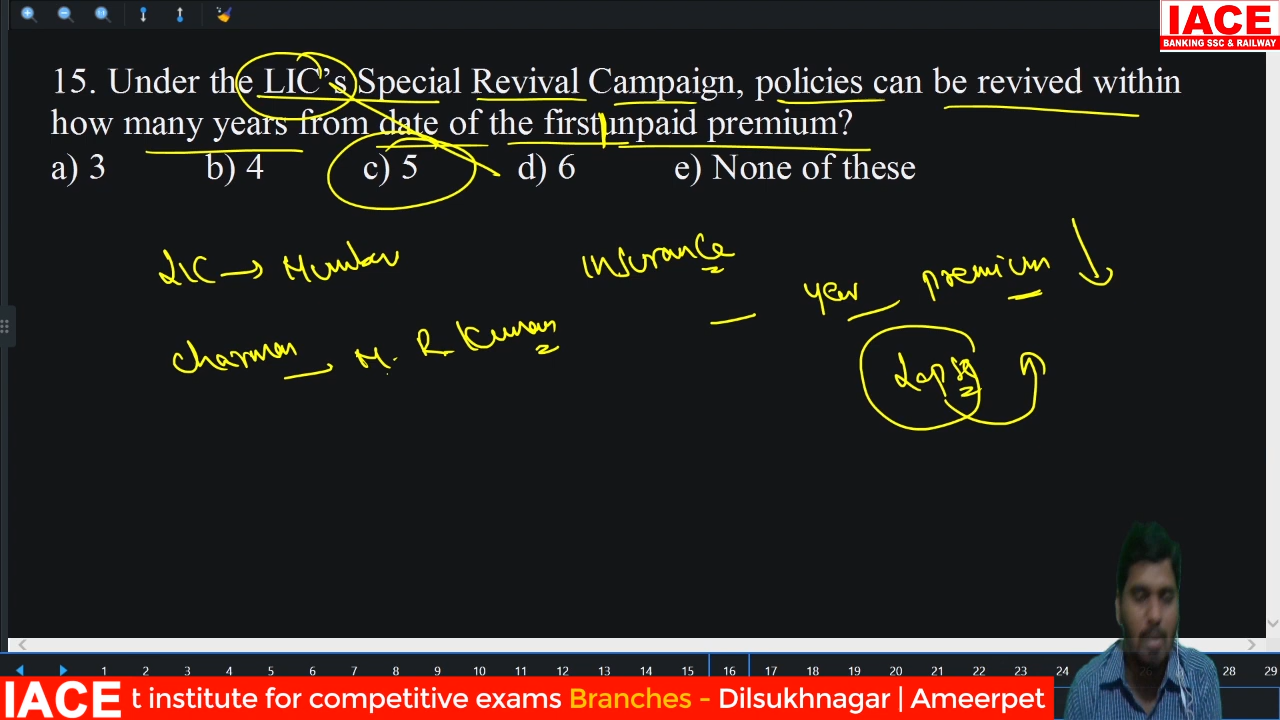 IACE
BANKING SSC & RAILWAY
15. Under the LIC's Special Revival Campaign, policies can be revived within
how many years from date of the first unpaid premium?
a) 3 b) 4 c) 5 d) 6 e) None of these
LIC → Mumbai
Insurance
year premium
Chairman → M. R Kumar
Lapse
1 2 3 4 5 6 7 8 9 10 11 12 13 14 15 16 17 18 19 20 21 22 23 24 28 29
IACE t institute for competitive exams Branches - Dilsukhnagar | Ameerpet